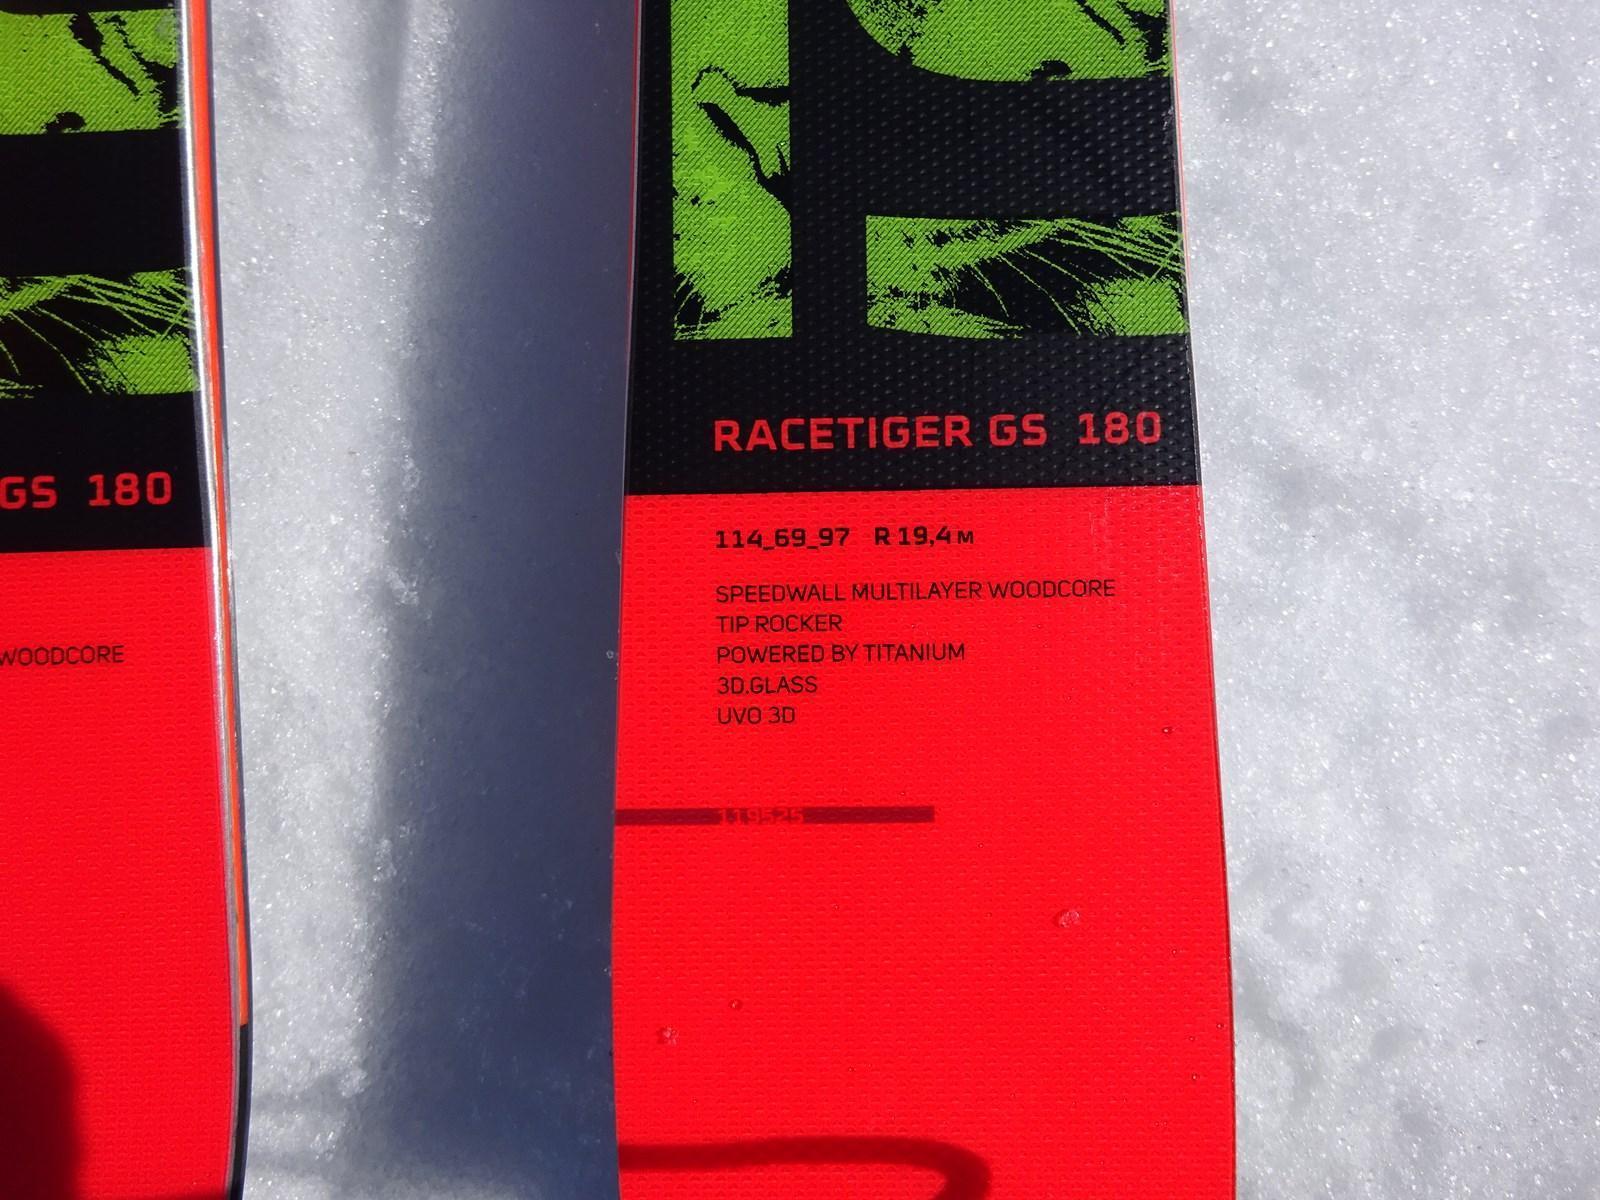 RACETIGER GS 180
114_69_97 R 19,4 M
SPEEDWALL MULTILAYER WOODCORE
TIP ROCKER
POWERED BY TITANIUM
3D.GLASS
UVO 3D
119525
GS 180
WOODCORE